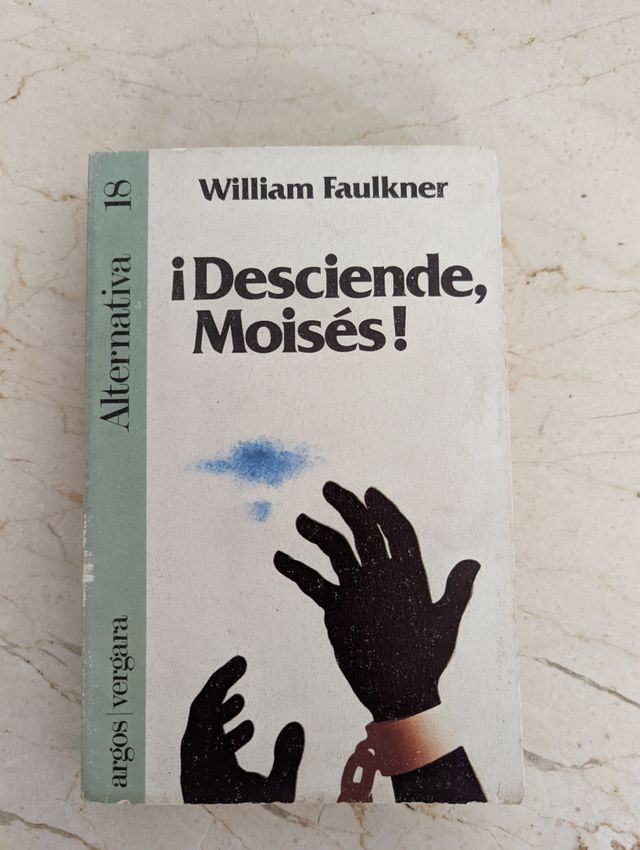 William Faulkner
¡Desciende,
Moisés!
Alternativa 18
argos|vergara